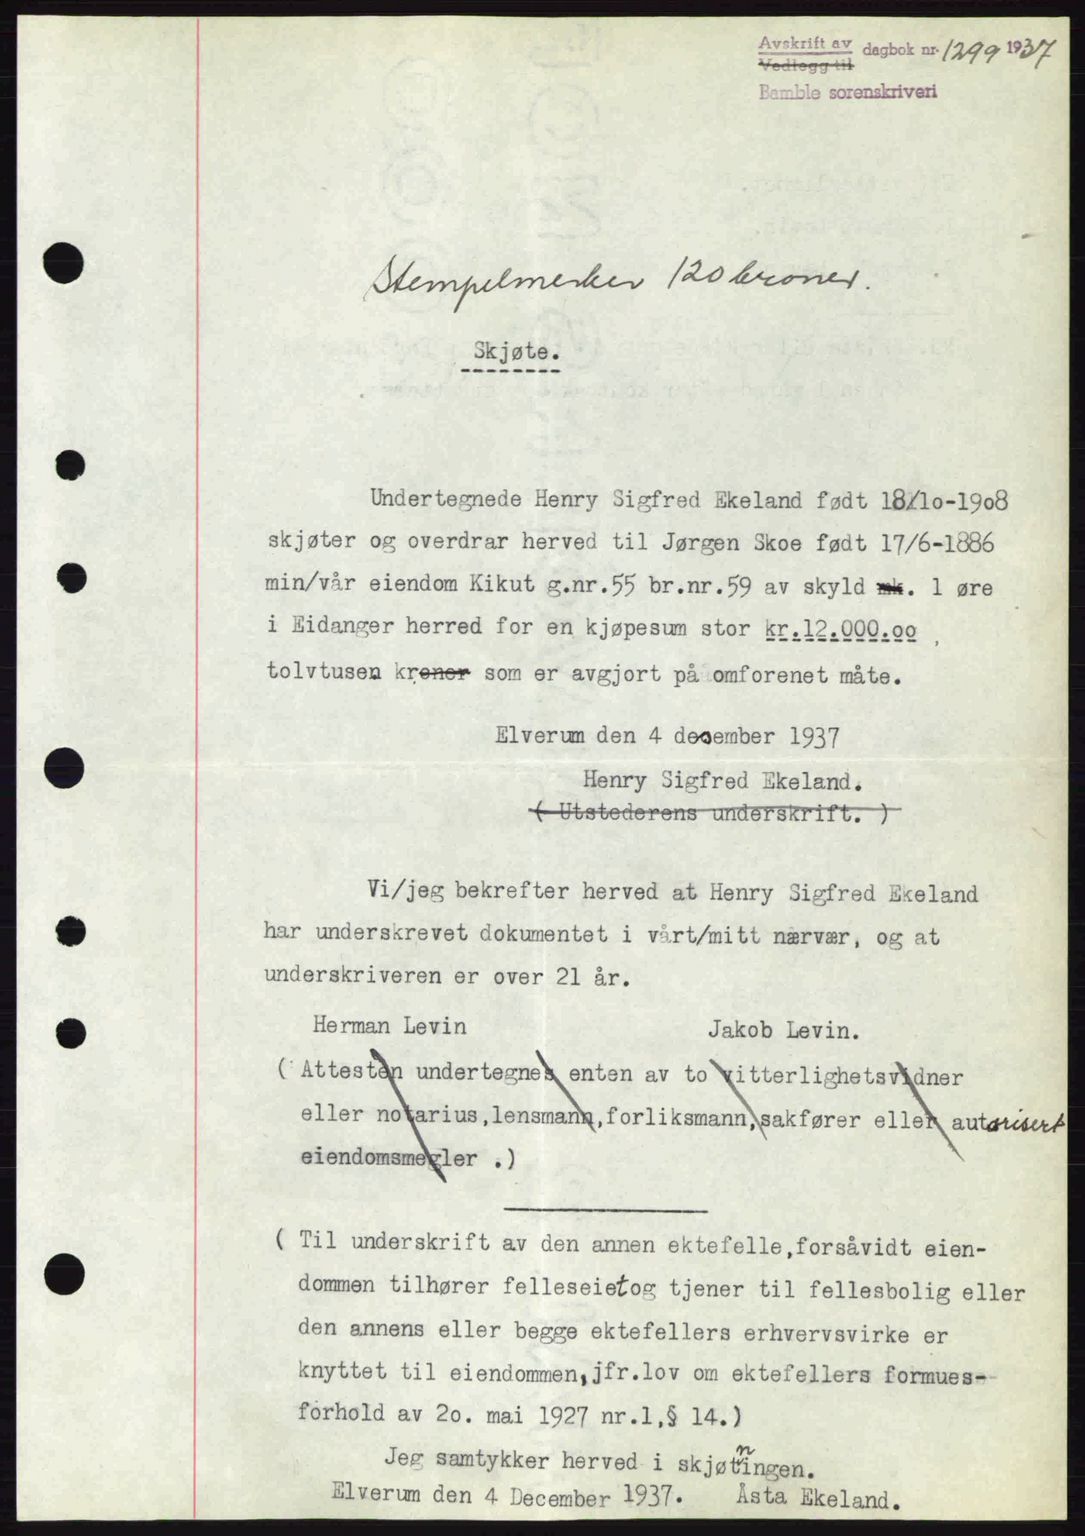 Avskrift av dagbok nr. 1299 1937
Vedlegg til
Bamble sorenskriveri
Stempelmerker 120 kroner.
Skjøte.
Undertegnede Henry Sigfred Ekeland født 18/1o-19o8
skjøter og overdrar herved til Jørgen Skoe født 17/6-1886
min/vår eiendom Kikut g.nr.55 br.nr.59 av skyld mk. 1 øre
i Eidanger herred for en kjøpesum stor kr.12.000.oo ,
tolvtusen kroner som er avgjort på omforenet måte.
Elverum den 4 december 1937
Henry Sigfred Ekeland.
( Utstederens underskrift. )
Vi/jeg bekrefter herved at Henry Sigfred Ekeland
har underskrevet dokumentet i vårt/mitt nærvær, og at
underskriveren er over 21 år.
Herman Levin Jakob Levin.
( Attesten undertegnes enten av to vitterlighetsvidner
eller notarius,lensmann,forliksmann,sakfører eller autorisert
eiendomsmegler .)
( Til underskrift av den annen ektefelle,forsåvidt eien-
dommen tilhører felleseiet og tjener til fellesbolig eller
den annens eller begge ektefellers erhvervsvirke er
knyttet til eiendommen,jfr.lov om ektefellers formues-
forhold av 2o. mai 1927 nr.1,§ 14.)
Jeg samtykker herved i skjøtningen.
Elverum den 4 December 1937. Åsta Ekeland.